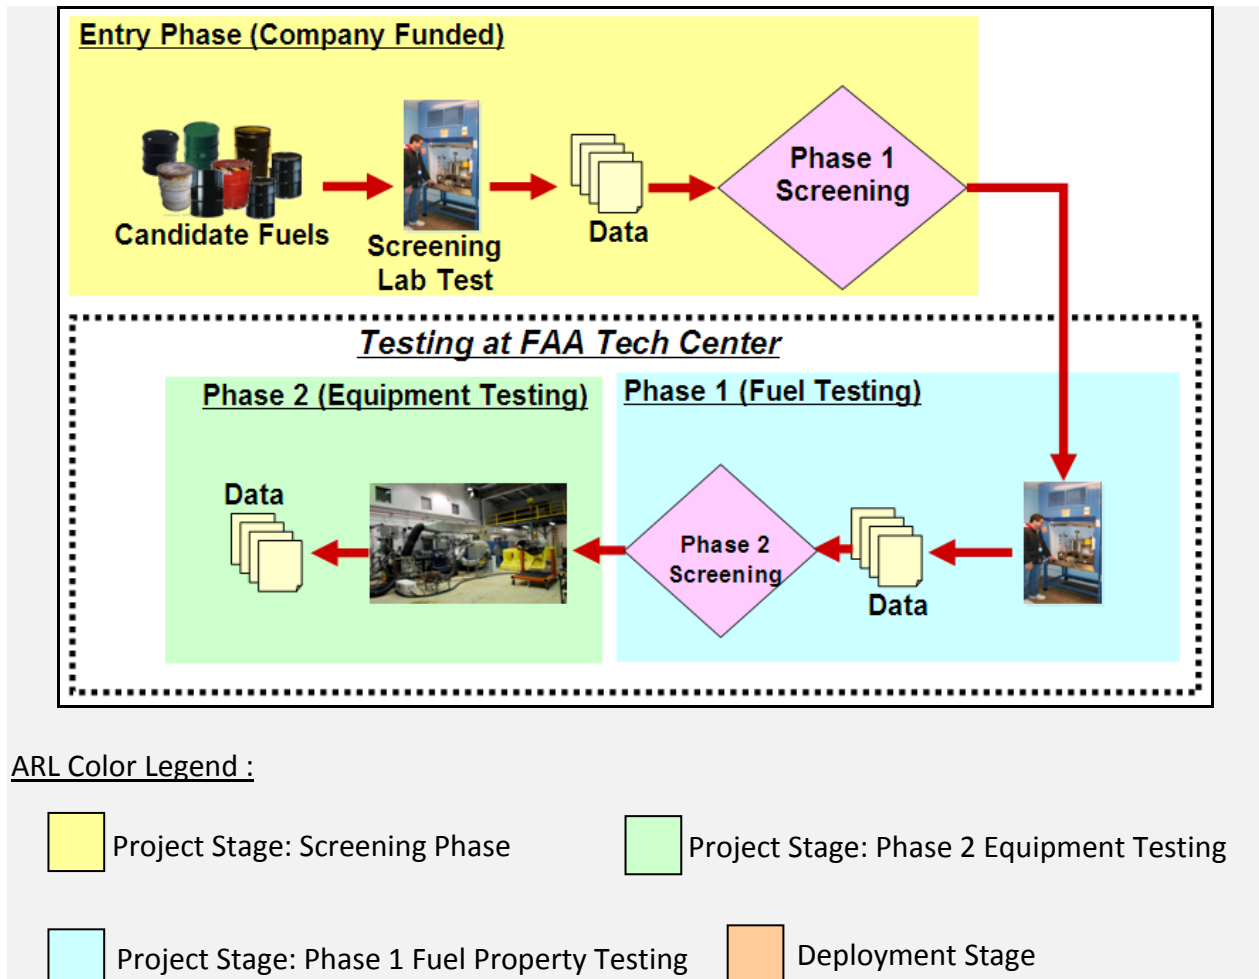 Entry Phase (Company Funded)
Candidate Fuels
Screening
Lab Test
Data
Phase 1
Screening
Testing at FAA Tech Center
Phase 2 (Equipment Testing)
Phase 1 (Fuel Testing)
Data
Phase 2
Screening
Data
ARL Color Legend :
Project Stage: Screening Phase
Project Stage: Phase 2 Equipment Testing
Project Stage: Phase 1 Fuel Property Testing
Deployment Stage